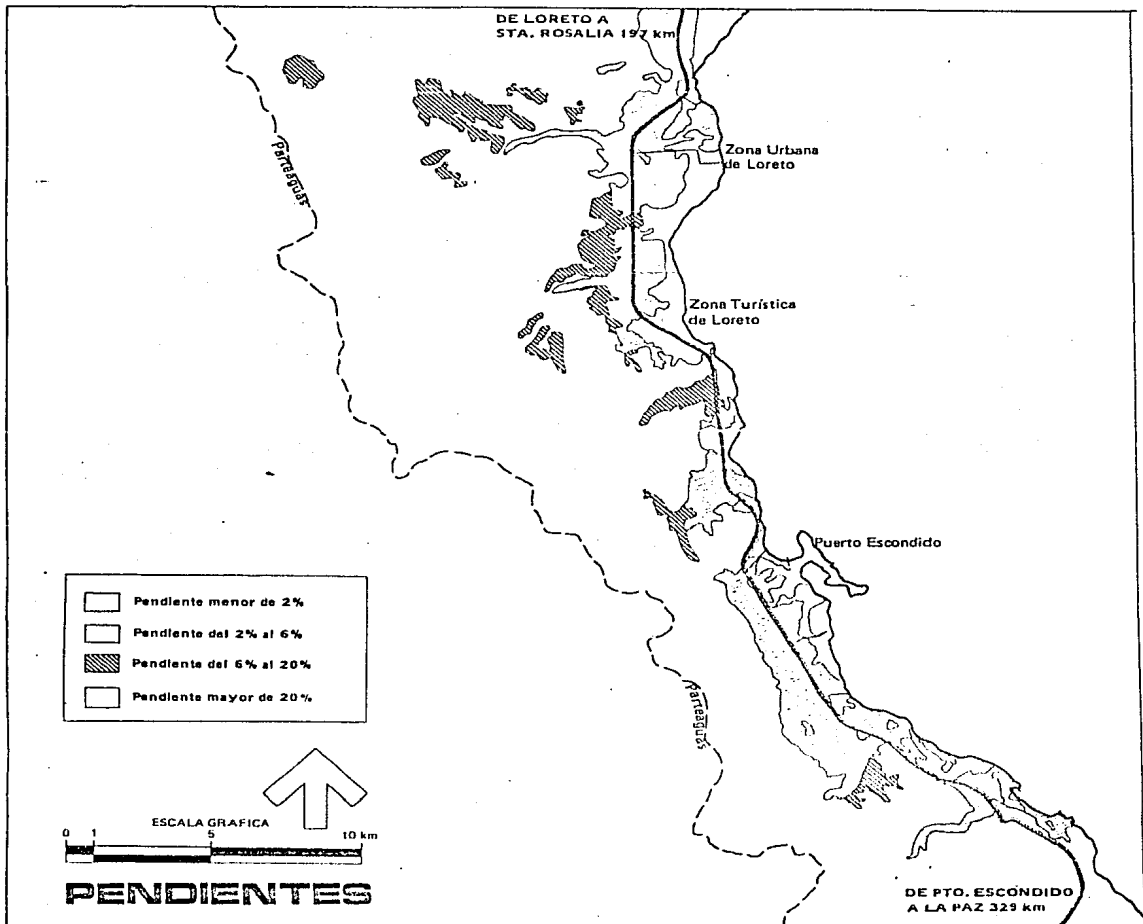 DE LORETO A
STA. ROSALIA 197 km
Parteaguas
Zona Urbana
de Loreto
Zona Turística
de Loreto
Puerto Escondido
Pendiente menor de 2%
Pendiente del 2% al 6%
Pendiente del 6% al 20%
Pendiente mayor de 20%
Parteaguas
ESCALA GRAFICA
0 1 5 10 km
PENDIENTES
DE PTO. ESCONDIDO
A LA PAZ 329 km